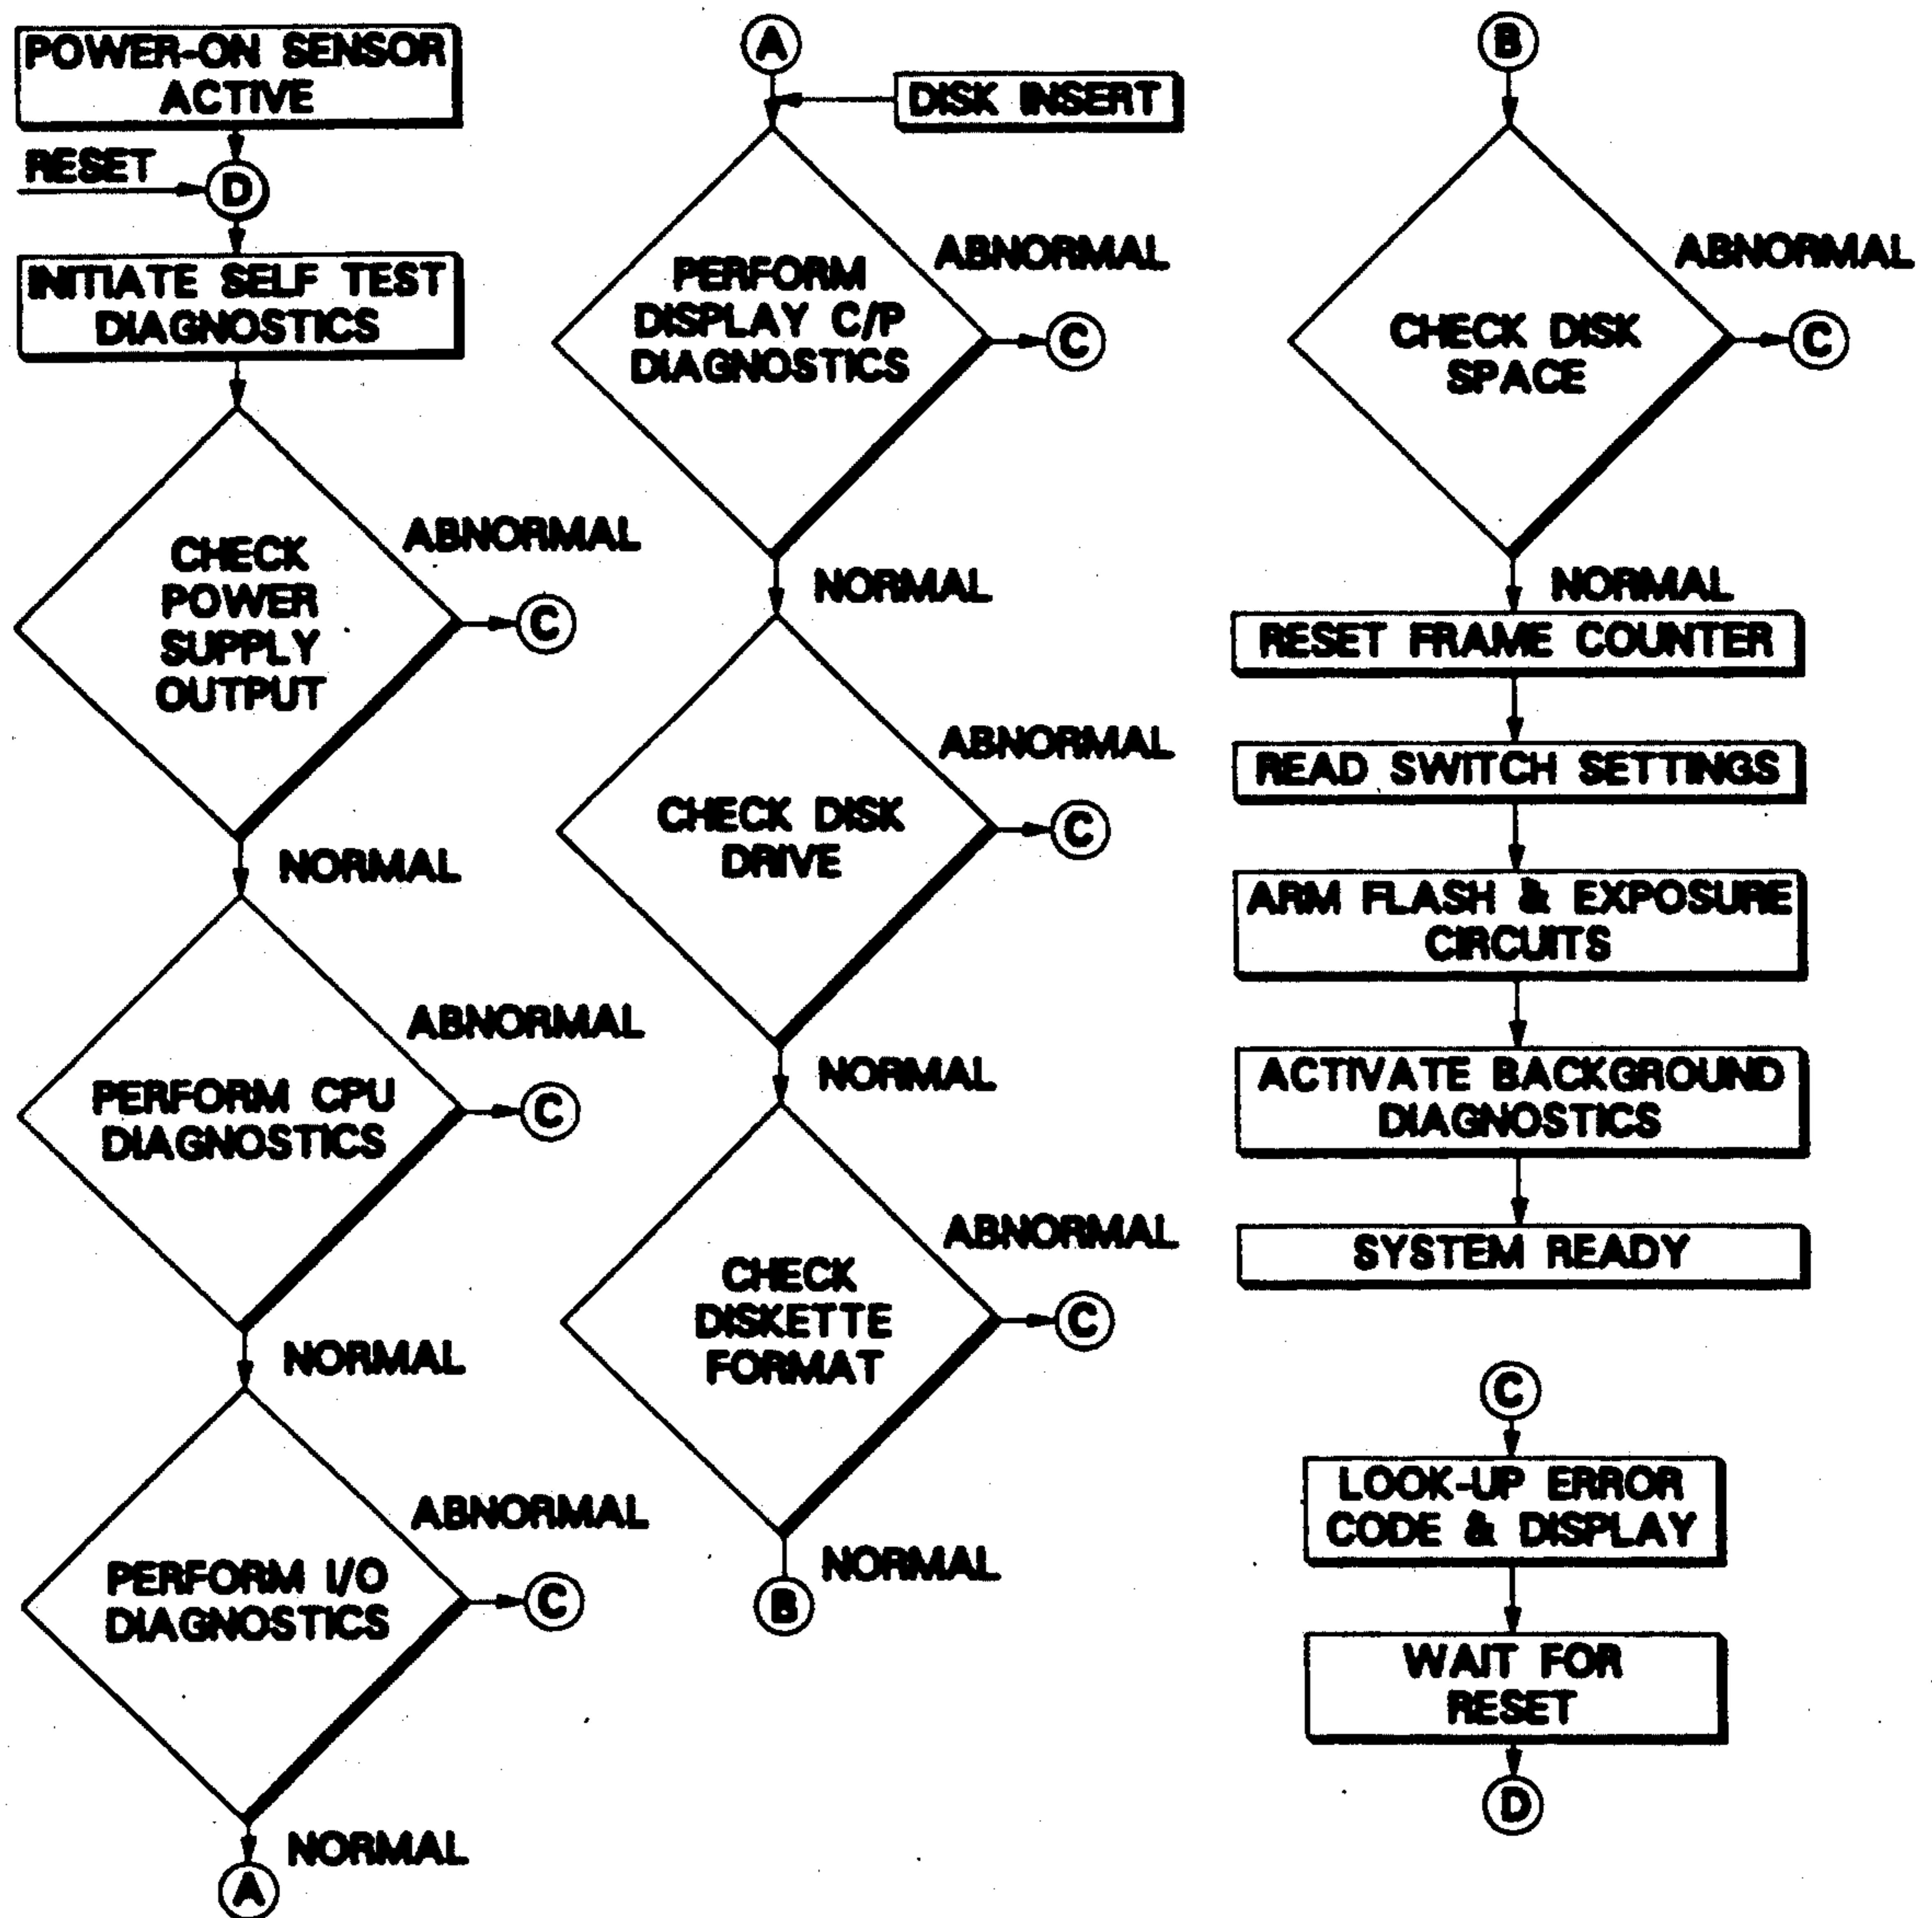 POWER-ON SENSOR
ACTIVE
RESET
D
INITIATE SELF TEST
DIAGNOSTICS
CHECK
POWER
SUPPLY
OUTPUT
ABNORMAL
C
NORMAL
PERFORM CPU
DIAGNOSTICS
ABNORMAL
C
NORMAL
PERFORM I/O
DIAGNOSTICS
ABNORMAL
C
NORMAL
A
A
DISK INSERT
PERFORM
DISPLAY C/P
DIAGNOSTICS
ABNORMAL
C
NORMAL
CHECK DISK
DRIVE
ABNORMAL
C
NORMAL
CHECK
DISKETTE
FORMAT
ABNORMAL
C
NORMAL
B
B
CHECK DISK
SPACE
ABNORMAL
C
NORMAL
RESET FRAME COUNTER
READ SWITCH SETTINGS
ARM FLASH & EXPOSURE
CIRCUITS
ACTIVATE BACKGROUND
DIAGNOSTICS
SYSTEM READY
C
LOOK-UP ERROR
CODE & DISPLAY
WAIT FOR
RESET
D